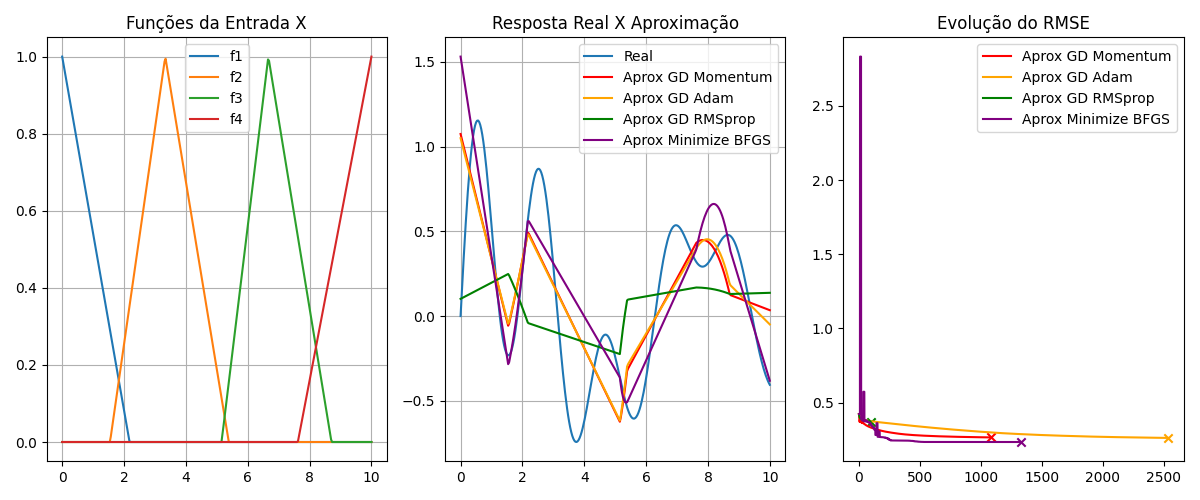 Funções da Entrada X
f1
f2
f3
f4
1.0
0.8
0.6
0.4
0.2
0.0
0 2 4 6 8 10
Resposta Real X Aproximação
Real
Aprox GD Momentum
Aprox GD Adam
Aprox GD RMSprop
Aprox Minimize BFGS
1.5
1.0
0.5
0.0
−0.5
0 2 4 6 8 10
Evolução do RMSE
Aprox GD Momentum
Aprox GD Adam
Aprox GD RMSprop
Aprox Minimize BFGS
2.5
2.0
1.5
1.0
0.5
0 500 1000 1500 2000 2500